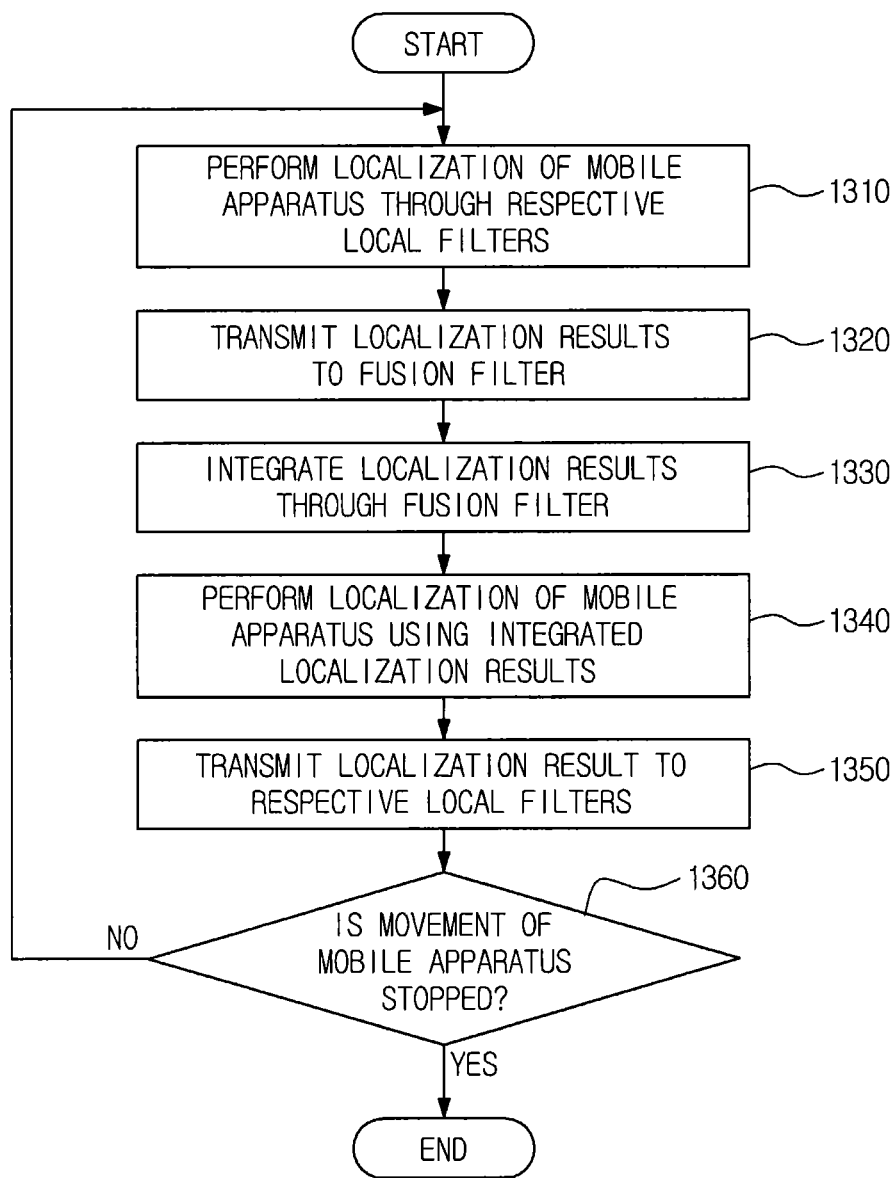 START
PERFORM LOCALIZATION OF MOBILE
APPARATUS THROUGH RESPECTIVE
LOCAL FILTERS
1310
TRANSMIT LOCALIZATION RESULTS
TO FUSION FILTER
1320
INTEGRATE LOCALIZATION RESULTS
THROUGH FUSION FILTER
1330
PERFORM LOCALIZATION OF MOBILE
APPARATUS USING INTEGRATED
LOCALIZATION RESULTS
1340
TRANSMIT LOCALIZATION RESULT TO
RESPECTIVE LOCAL FILTERS
1350
1360
IS MOVEMENT OF
MOBILE APPARATUS
STOPPED?
NO
YES
END